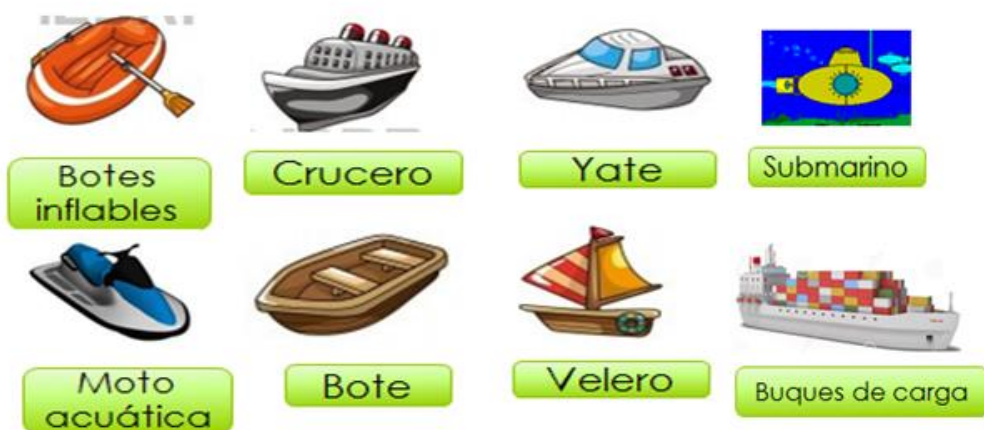 Botes
inflables
Crucero
Yate
Submarino
Moto
acuática
Bote
Velero
Buques de carga